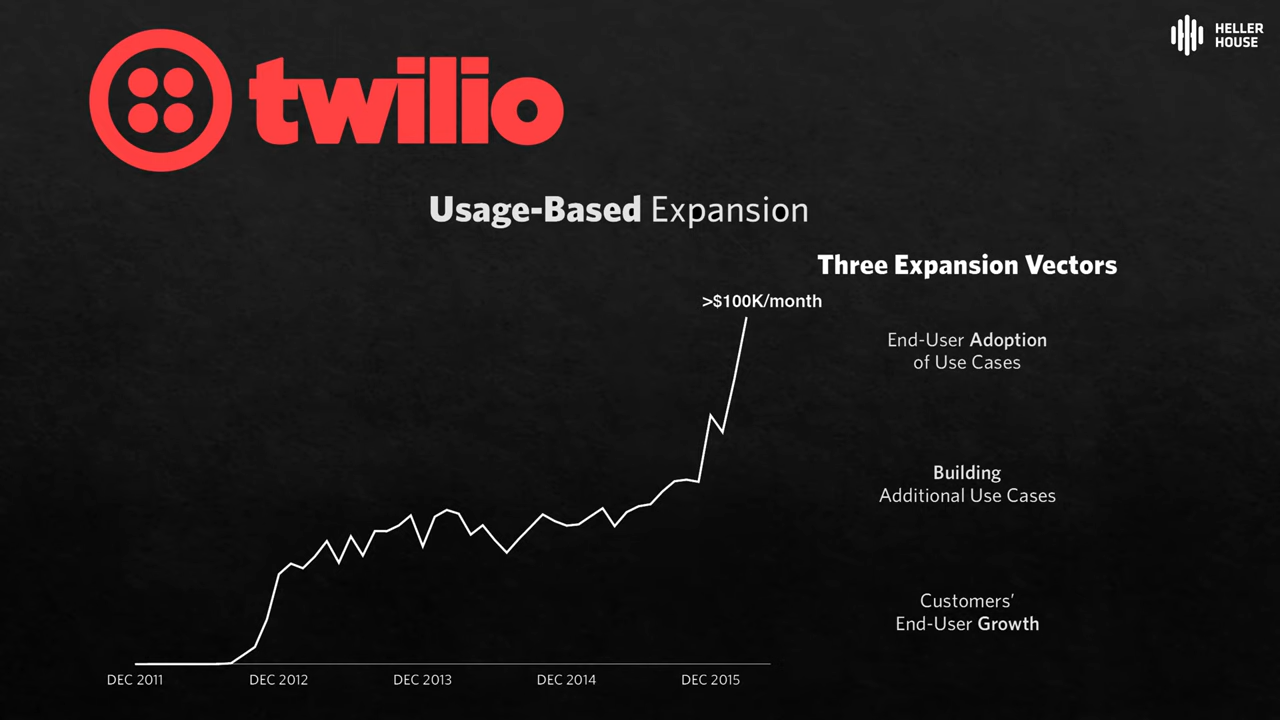 twilio
HELLER
HOUSE
Usage-Based Expansion
Three Expansion Vectors
>$100K/month
End-User Adoption
of Use Cases
Building
Additional Use Cases
Customers’
End-User Growth
DEC 2011
DEC 2012
DEC 2013
DEC 2014
DEC 2015